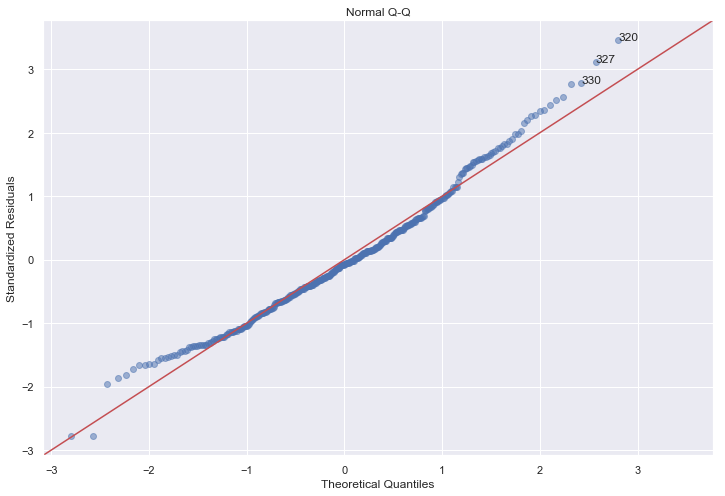 Normal Q-Q
320
327
330
3
2
1
0
−1
−2
−3
Standardized Residuals
−3 −2 −1 0 1 2 3
Theoretical Quantiles